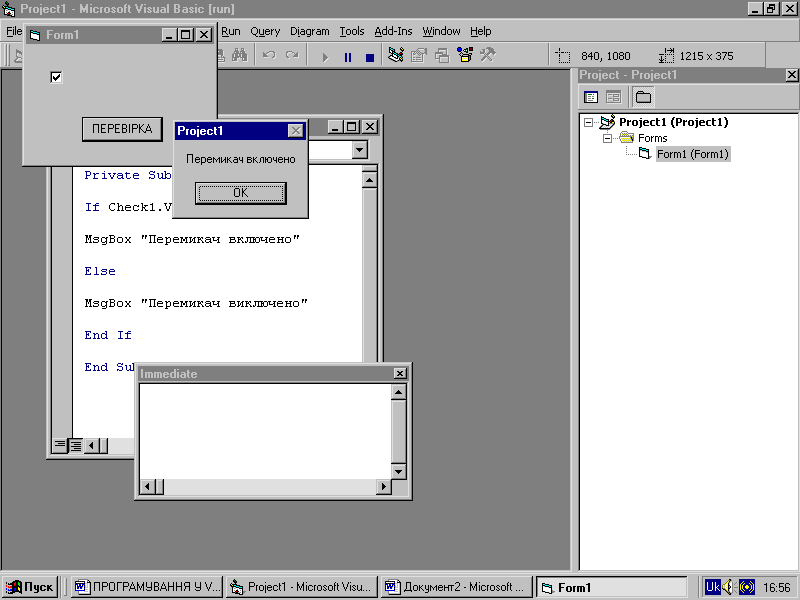 Project1 - Microsoft Visual Basic [run]
File
Run Query Diagram Tools Add-Ins Window Help
840, 1080
1215 x 375
Form1
ПЕРЕВІРКА
Project1
Перемикач включено
OK
Private Sub
If Check1.V
MsgBox "Перемикач включено"
Else
MsgBox "Перемикач виключено"
End If
End Sub
Immediate
Project - Project1
Project1 (Project1)
Forms
Form1 (Form1)
Пуск
ПРОГРАМУВАННЯ У V...
Project1 - Microsoft Visu...
Документ2 - Microsoft ...
Form1
Uk
16:56